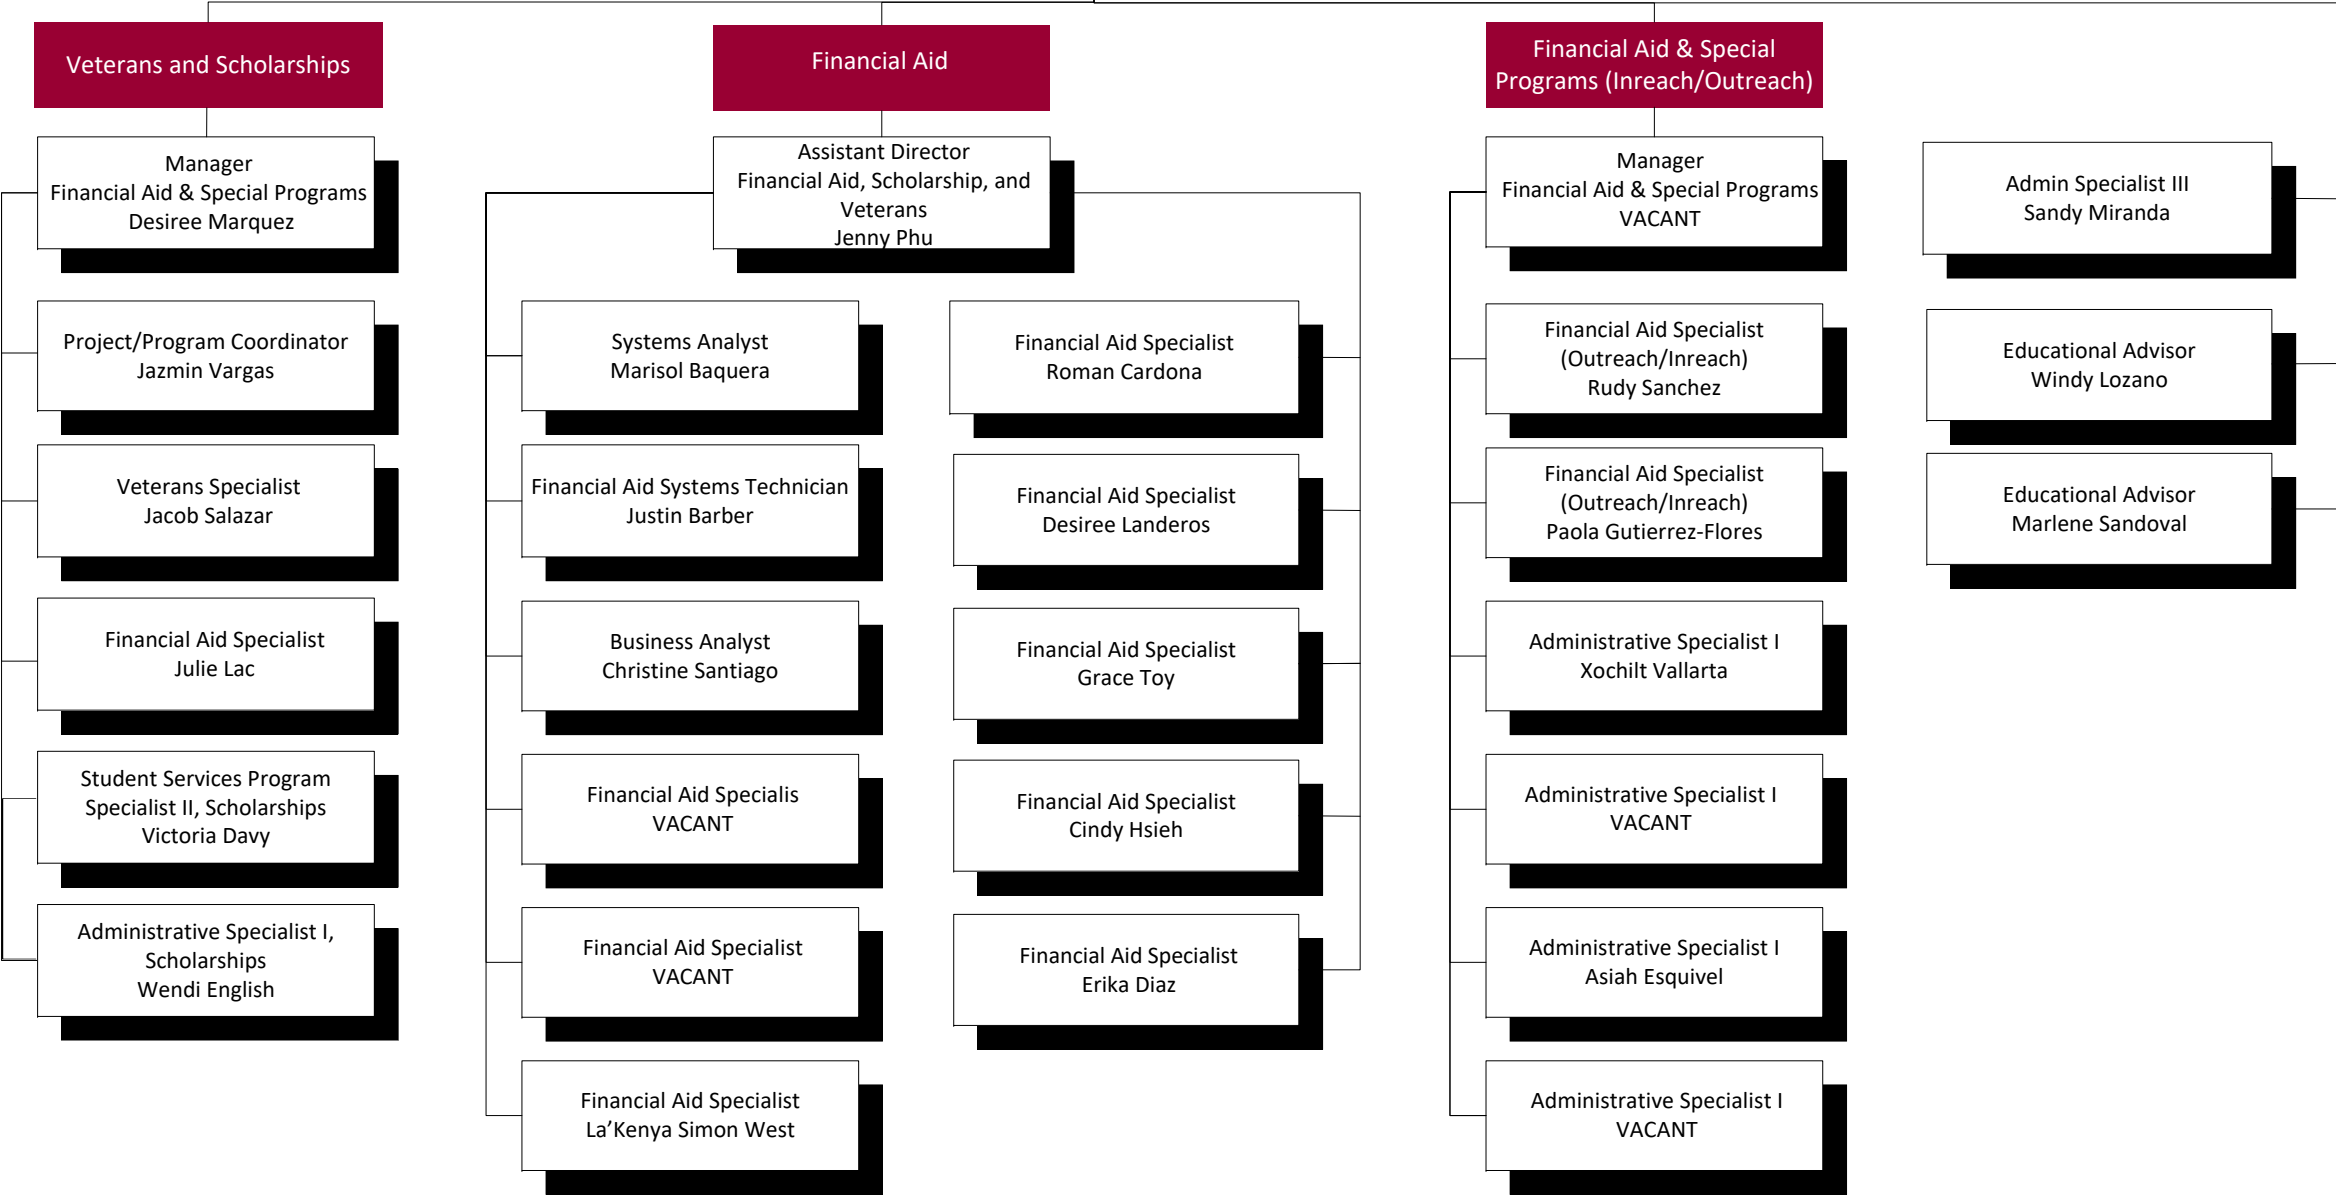 Veterans and Scholarships
Manager
Financial Aid & Special Programs
Desiree Marquez
Project/Program Coordinator
Jazmin Vargas
Veterans Specialist
Jacob Salazar
Financial Aid Specialist
Julie Lac
Student Services Program
Specialist II, Scholarships
Victoria Davy
Administrative Specialist I,
Scholarships
Wendi English
Financial Aid
Assistant Director
Financial Aid, Scholarship, and
Veterans
Jenny Phu
Systems Analyst
Marisol Baquera
Financial Aid Systems Technician
Justin Barber
Business Analyst
Christine Santiago
Financial Aid Specialis
VACANT
Financial Aid Specialist
VACANT
Financial Aid Specialist
La’Kenya Simon West
Financial Aid Specialist
Roman Cardona
Financial Aid Specialist
Desiree Landeros
Financial Aid Specialist
Grace Toy
Financial Aid Specialist
Cindy Hsieh
Financial Aid Specialist
Erika Diaz
Financial Aid & Special
Programs (Inreach/Outreach)
Manager
Financial Aid & Special Programs
VACANT
Financial Aid Specialist
(Outreach/Inreach)
Rudy Sanchez
Financial Aid Specialist
(Outreach/Inreach)
Paola Gutierrez-Flores
Administrative Specialist I
Xochilt Vallarta
Administrative Specialist I
VACANT
Administrative Specialist I
Asiah Esquivel
Administrative Specialist I
VACANT
Admin Specialist III
Sandy Miranda
Educational Advisor
Windy Lozano
Educational Advisor
Marlene Sandoval